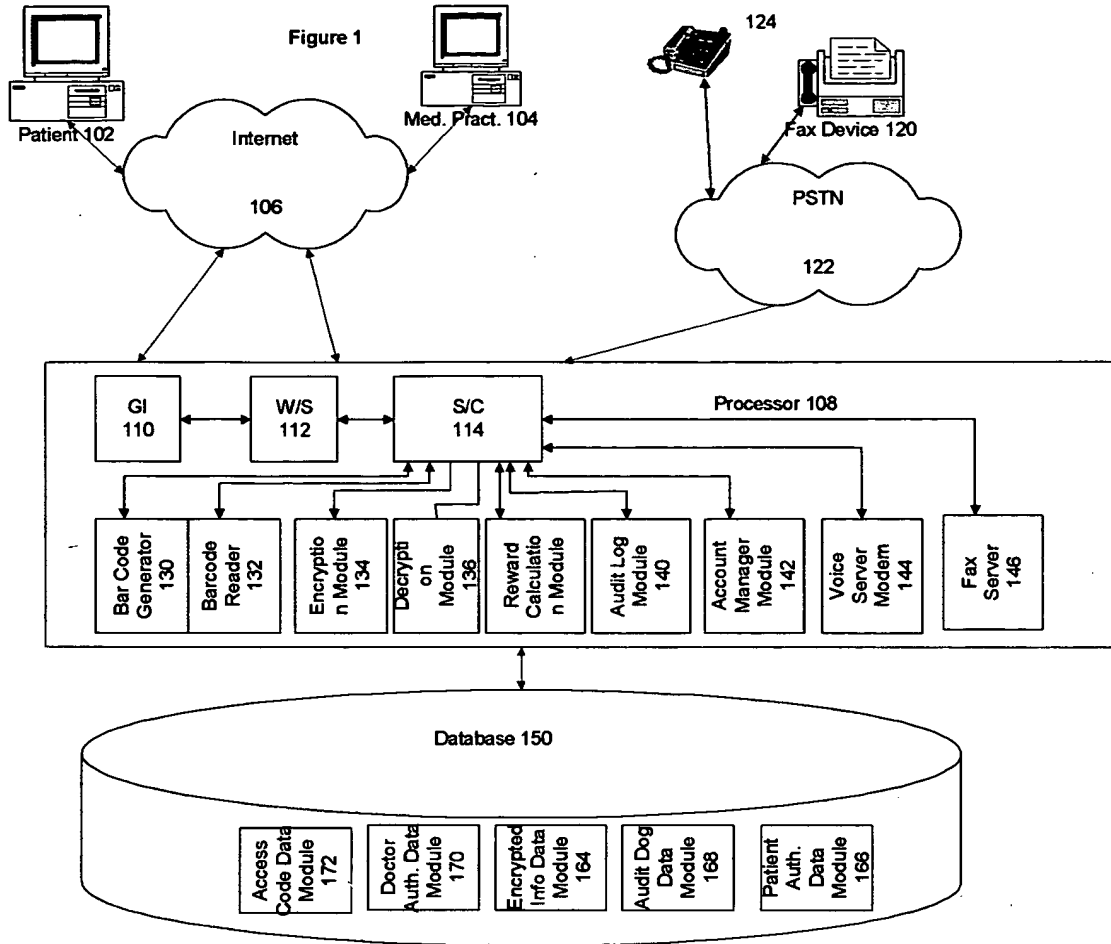 Figure 1
124
Patient 102
Med. Pract. 104
Fax Device 120
Internet
106
PSTN
122
GI
110
W/S
112
S/C
114
Processor 108
Bar Code
Generator
130
Barcode
Reader
132
Encryptio
n Module
134
Decrypti
on
Module
136
Reward
Calculatio
n Module
Audit Log
Module
140
Account
Manager
Module
142
Voice
Server
Modem
144
Fax
Server
146
Database 150
Access
Code Data
Module
172
Doctor
Auth. Data
Module
170
Encrypted
Info Data
Module
164
Audit Dog
Data
Module
168
Patient
Auth.
Data
Module
166